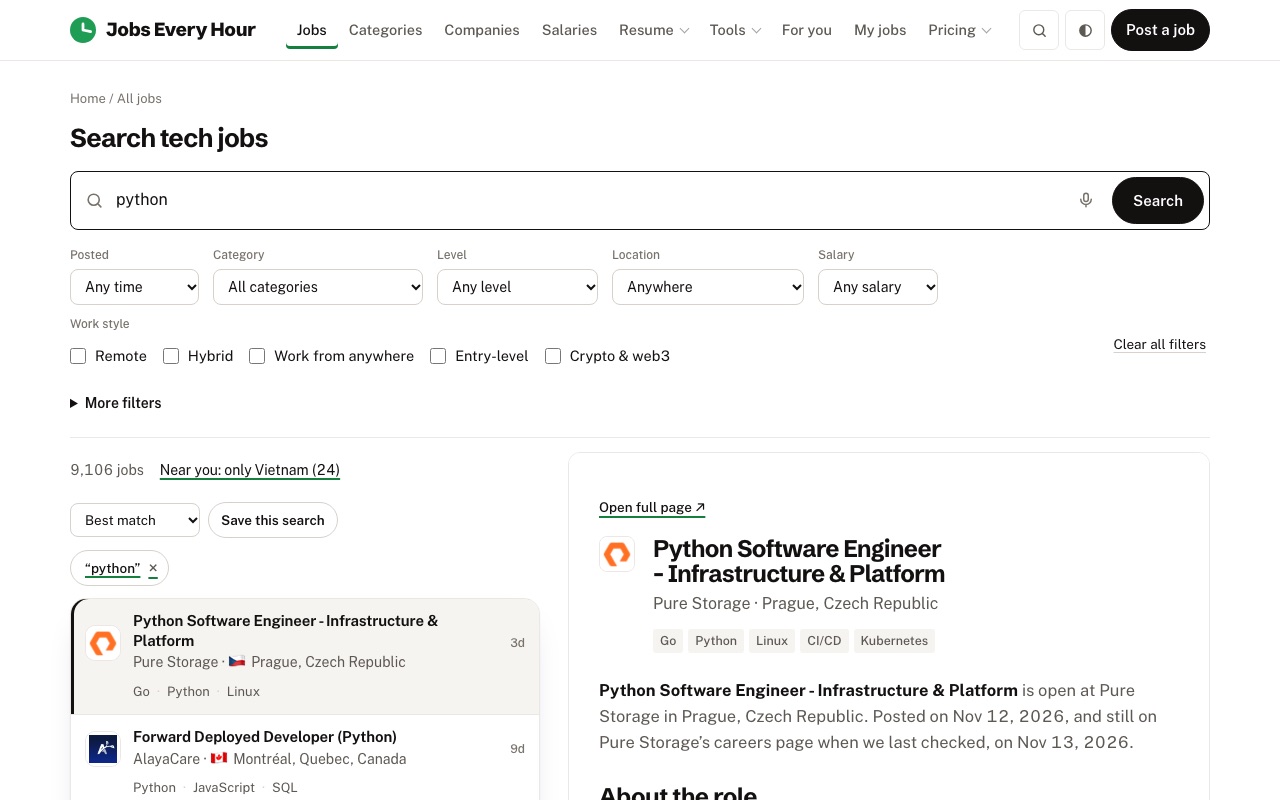 Jobs Every Hour Jobs Categories Companies Salaries Resume Tools For you My jobs Pricing Post a job
Home / All jobs
Search tech jobs
python Search
Posted Category Level Location Salary
Any time All categories Any level Anywhere Any salary
Work style
Remote Hybrid Work from anywhere Entry-level Crypto & web3 Clear all filters
More filters
9,106 jobs Near you: only Vietnam (24)
Best match Save this search
“python” ×
Python Software Engineer - Infrastructure & Platform
Pure Storage · Prague, Czech Republic
3d
Go · Python · Linux
Forward Deployed Developer (Python)
AlayaCare · Montréal, Quebec, Canada
9d
Python · JavaScript · SQL
Open full page ↗
Python Software Engineer
- Infrastructure & Platform
Pure Storage · Prague, Czech Republic
Go Python Linux CI/CD Kubernetes
Python Software Engineer - Infrastructure & Platform is open at Pure
Storage in Prague, Czech Republic. Posted on Nov 12, 2026, and still on
Pure Storage’s careers page when we last checked, on Nov 13, 2026.
About the role